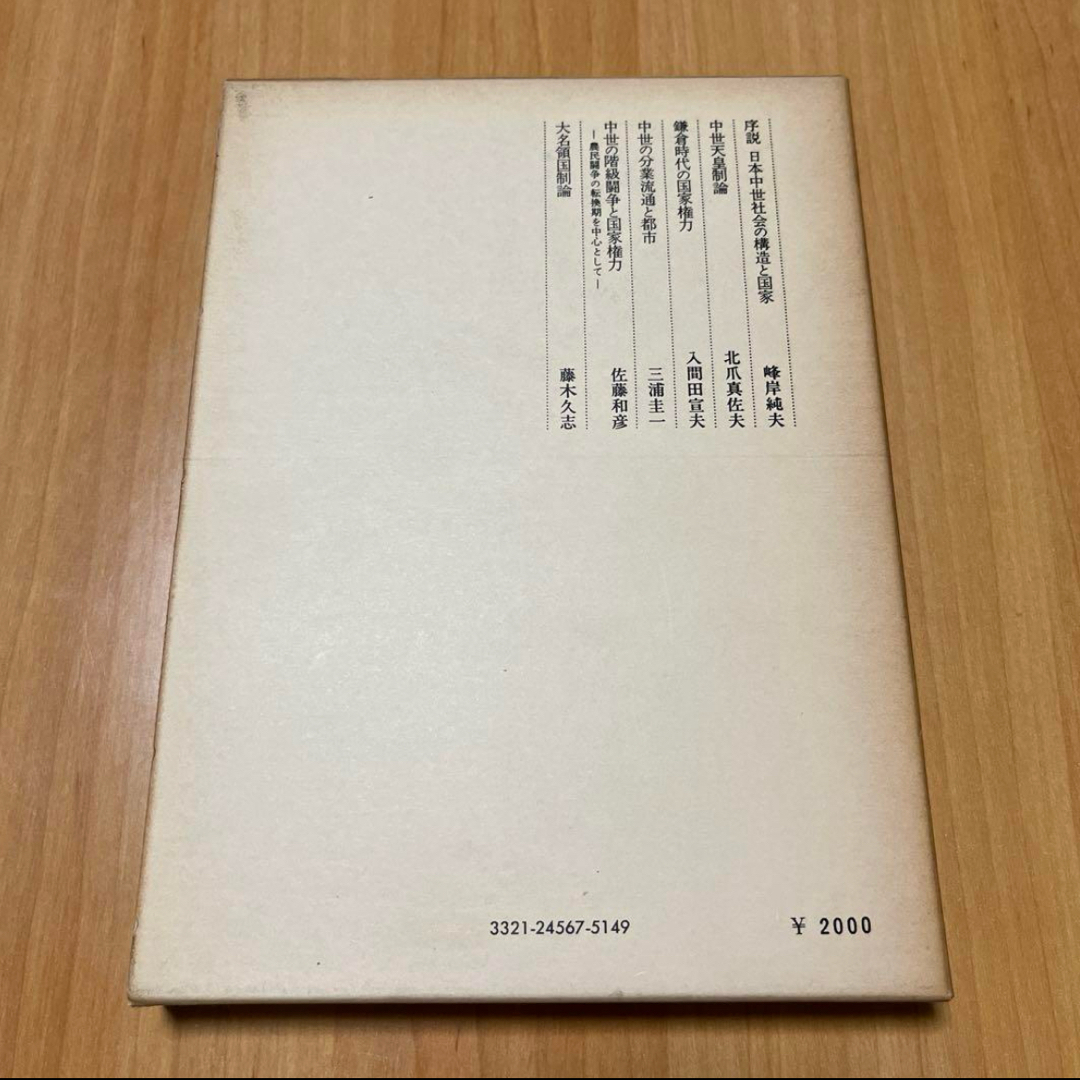 序説 日本中世社会の構造と国家 峰岸純夫
中世天皇制論 北爪真佐夫
鎌倉時代の国家権力 入間田宣夫
中世の分業流通と都市 三浦圭一
中世の階級闘争と国家権力 佐藤和彦
—農民闘争の転換期を中心として—
大名領国制論 藤木久志
3321-24567-5149
¥ 2000